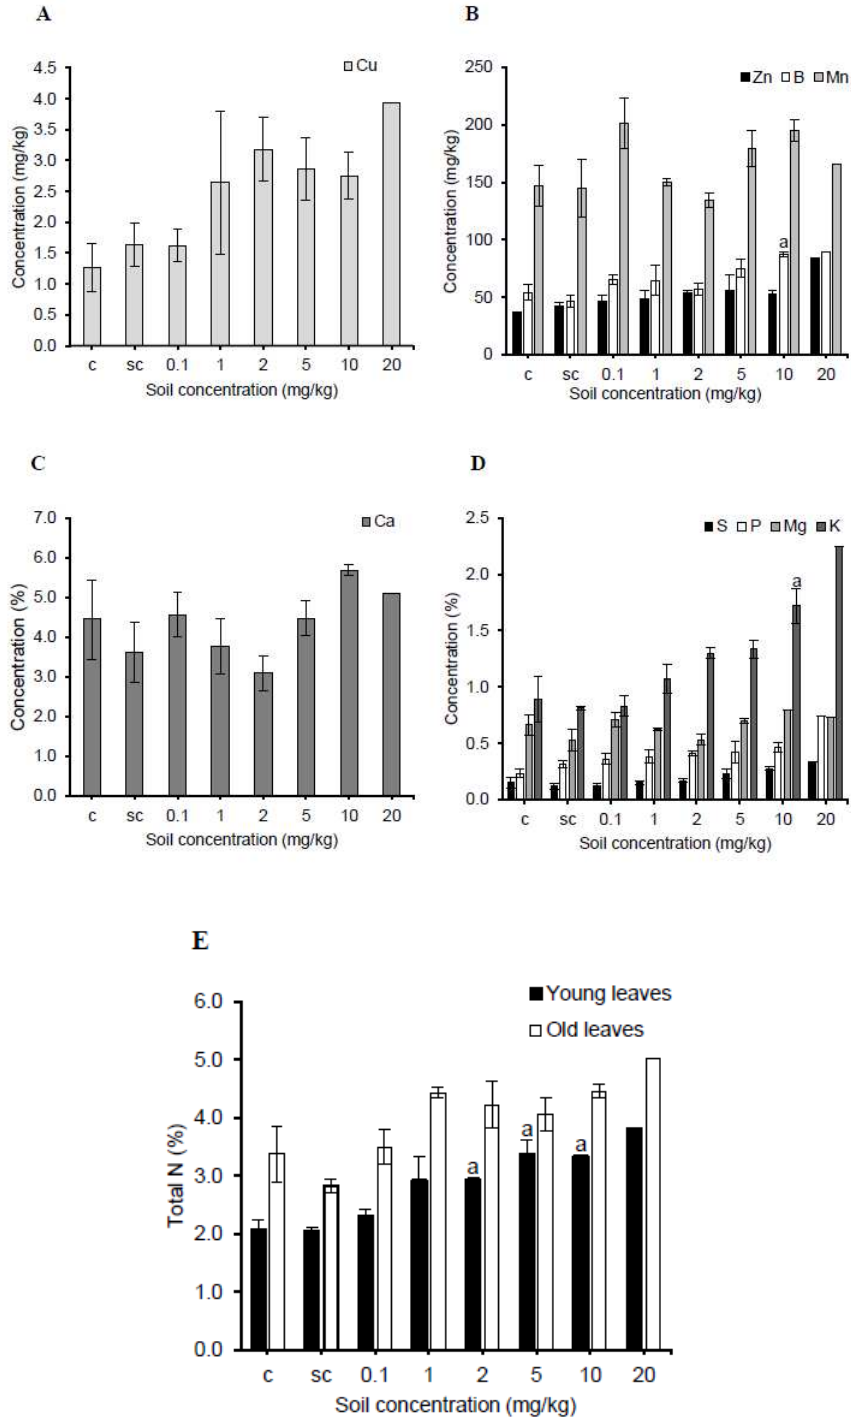 A
Cu
4.5
4.0
3.5
3.0
2.5
2.0
1.5
1.0
0.5
0.0
Concentration (mg/kg)
c sc 0.1 1 2 5 10 20
Soil concentration (mg/kg)
B
Zn B Mn
250
200
150
100
50
0
Concentration (mg/kg)
a
c sc 0.1 1 2 5 10 20
Soil concentration (mg/kg)
C
Ca
7.0
6.0
5.0
4.0
3.0
2.0
1.0
0.0
Concentration (%)
c sc 0.1 1 2 5 10 20
Soil concentration (mg/kg)
D
S P Mg K
2.5
2.0
1.5
1.0
0.5
0.0
Concentration (%)
a
c sc 0.1 1 2 5 10 20
Soil concentration (mg/kg)
E
Young leaves
Old leaves
6.0
5.0
4.0
3.0
2.0
1.0
0.0
Total N (%)
a a a
c sc 0.1 1 2 5 10 20
Soil concentration (mg/kg)